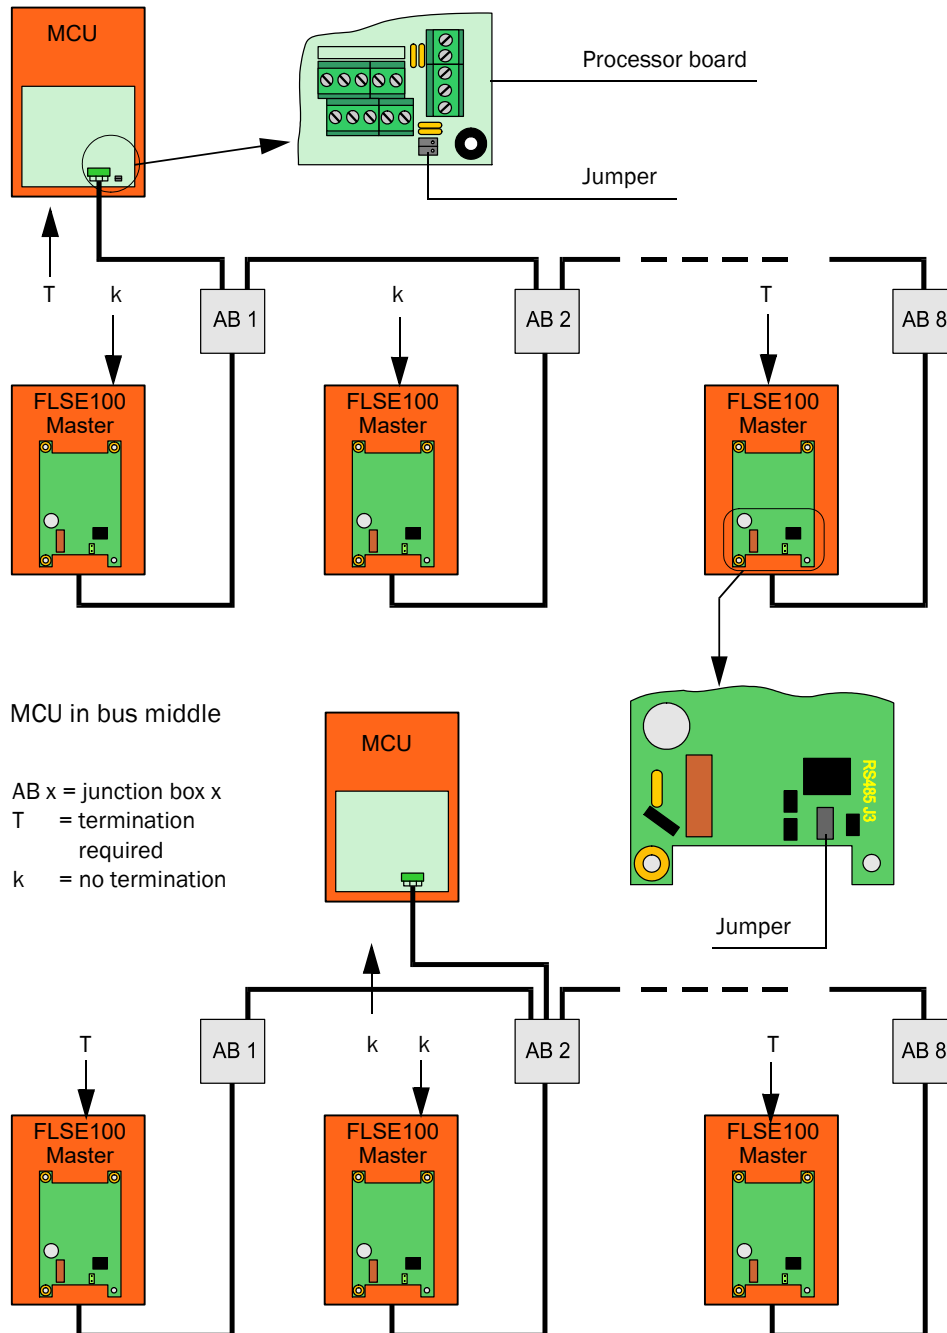 MCU
Processor board
Jumper
T
k
k
T
AB 1
AB 2
AB 8
FLSE100
Master
FLSE100
Master
FLSE100
Master
MCU in bus middle
AB x = junction box x
T = termination
required
k = no termination
MCU
RS485 J3
Jumper
T
k
k
T
AB 1
AB 2
AB 8
FLSE100
Master
FLSE100
Master
FLSE100
Master